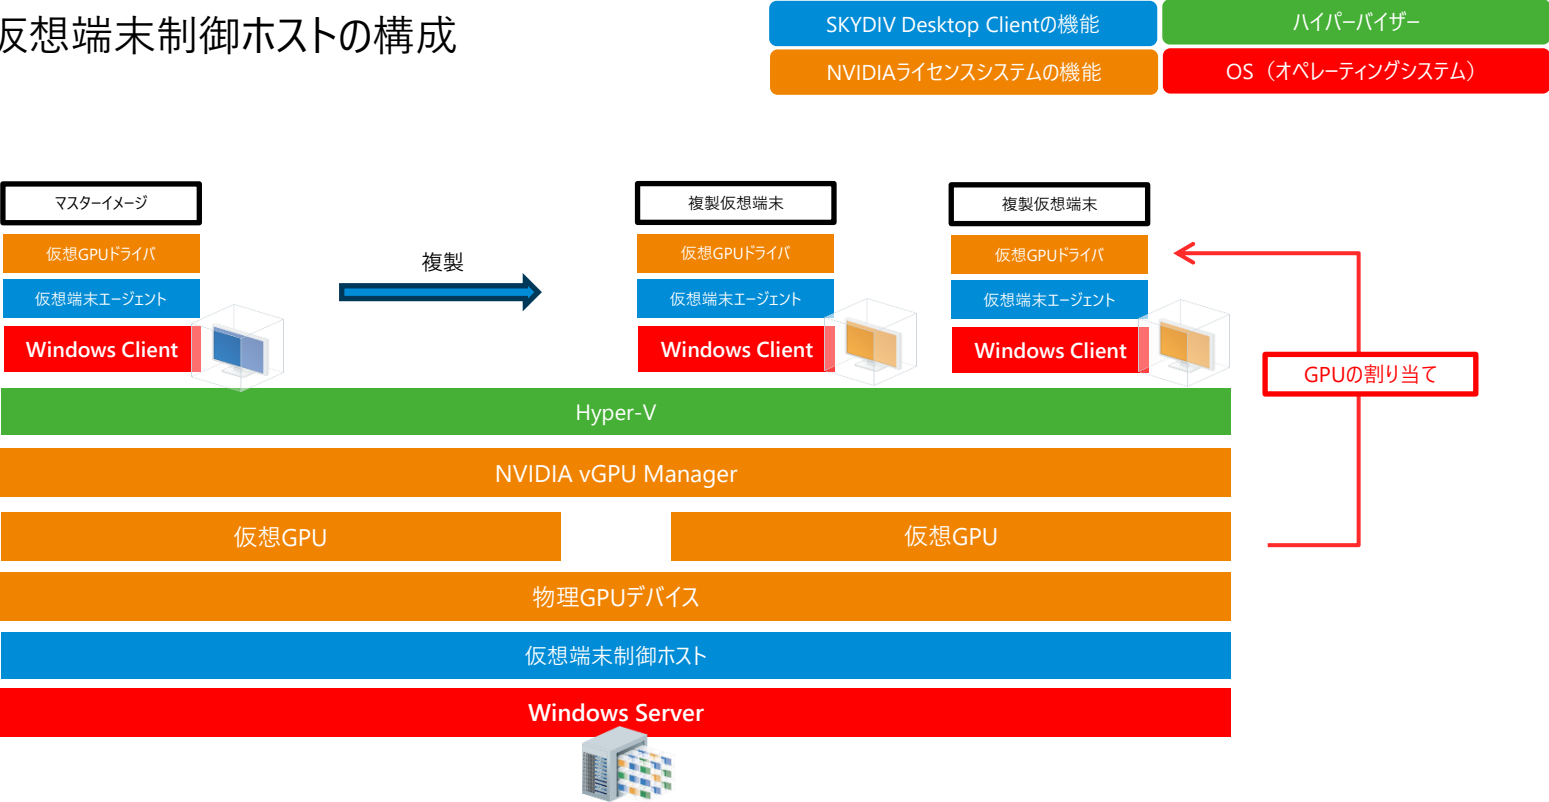 仮想端末制御ホストの構成
SKYDIV Desktop Clientの機能
ハイパーバイザー
NVIDIAライセンスシステムの機能
OS（オペレーティングシステム）
マスターイメージ
仮想GPUドライバ
仮想端末エージェント
Windows Client
複製
複製仮想端末
仮想GPUドライバ
仮想端末エージェント
Windows Client
複製仮想端末
仮想GPUドライバ
仮想端末エージェント
Windows Client
GPUの割り当て
Hyper-V
NVIDIA vGPU Manager
仮想GPU
仮想GPU
物理GPUデバイス
仮想端末制御ホスト
Windows Server